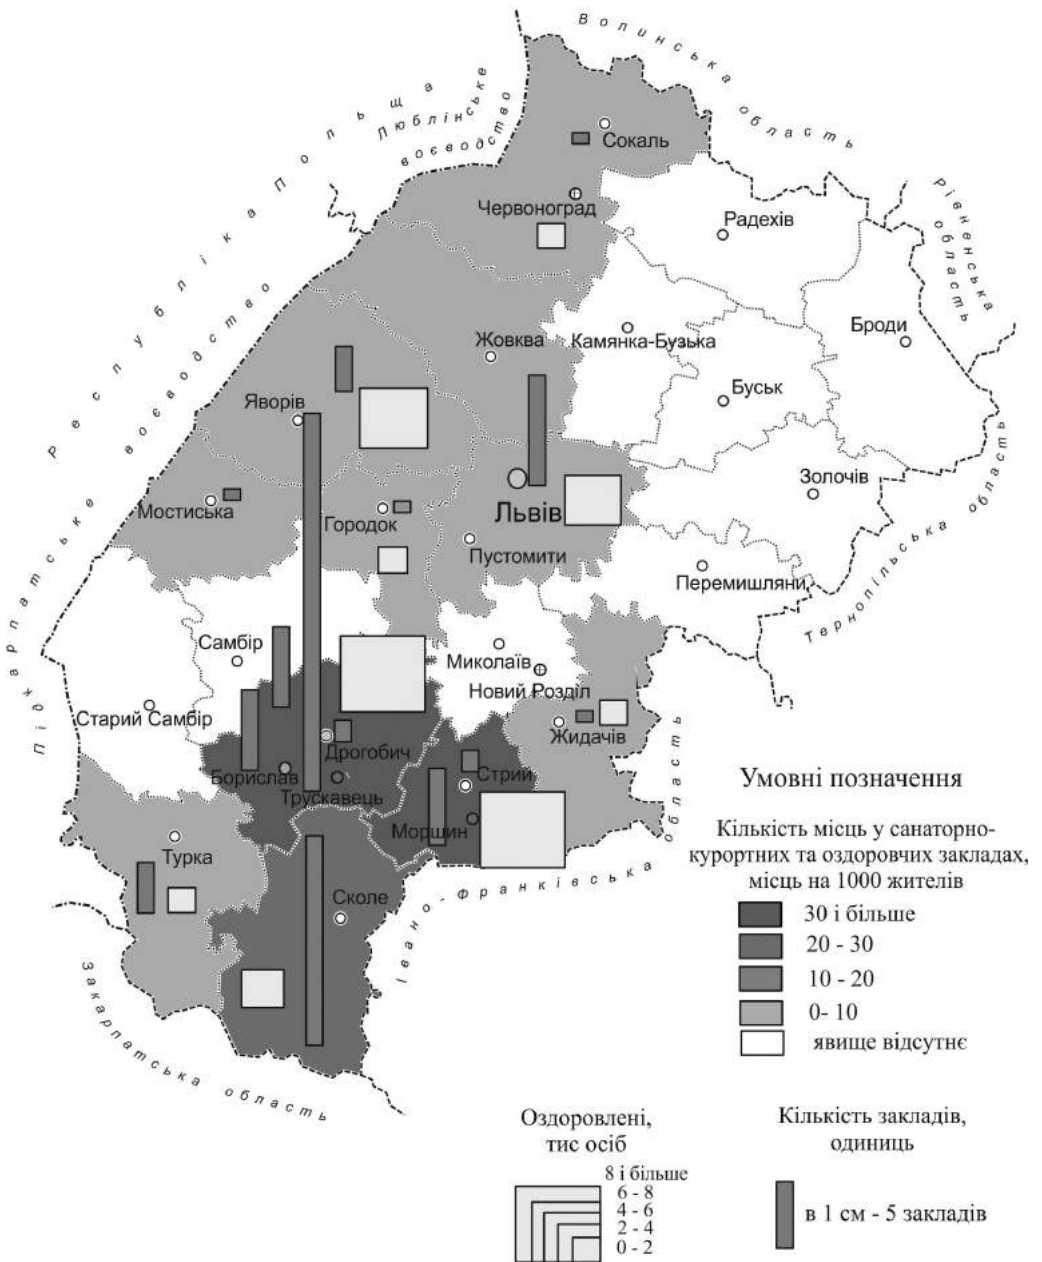 Волинська область
Республіка Польща
Люблінське
воєводство
Підкарпатське воєводство
Рівненська
область
Сокаль
Червоноград
Радехів
Броди
Жовква
Камянка-Бузька
Буськ
Яворів
Золочів
Мостиська
Городок
Львів
Пустомити
Перемишляни
Тернопільська область
Самбір
Миколаїв
Новий Розділ
Старий Самбір
Жидачів
Дрогобич
Борислав
Трускавець
Стрий
Моршин
Турка
Сколе
Івано-Франківська область
Закарпатська область
Умовні позначення
Кількість місць у санаторно-
курортних та оздоровчих закладах,
місць на 1000 жителів
30 і більше
20 - 30
10 - 20
0- 10
явище відсутнє
Оздоровлені,
тис осіб
8 і більше
6 - 8
4 - 6
2 - 4
0 - 2
Кількість закладів,
одиниць
в 1 см - 5 закладів